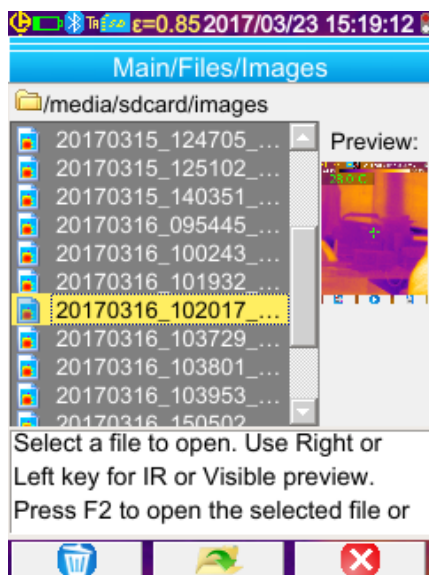 ε=0.85 2017/03/23 15:19:12
Main/Files/Images
/media/sdcard/images
20170315_124705_...
Preview:
20170315_125102_...
20170315_140351_...
20170316_095445_...
20170316_100243_...
20170316_101932_...
20170316_102017_...
20170316_103729_...
20170316_103801_...
20170316_103953_...
20170316_150502_...
Select a file to open. Use Right or
Left key for IR or Visible preview.
Press F2 to open the selected file or